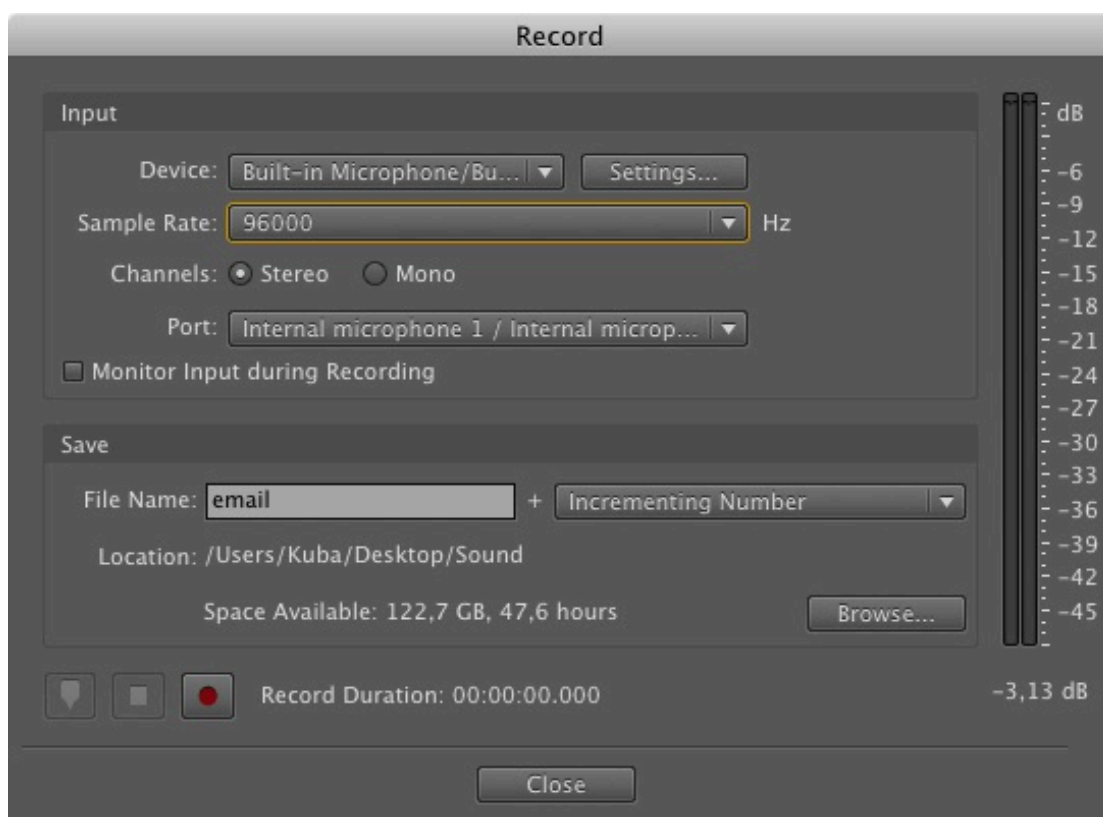 Record
Input
Device: Built-in Microphone/Bu... Settings...
Sample Rate: 96000 Hz
Channels: Stereo Mono
Port: Internal microphone 1 / Internal microp...
Monitor Input during Recording
Save
File Name: email + Incrementing Number
Location: /Users/Kuba/Desktop/Sound
Space Available: 122,7 GB, 47,6 hours
Browse...
Record Duration: 00:00:00.000
Close
dB
-6
-9
-12
-15
-18
-21
-24
-27
-30
-33
-36
-39
-42
-45
-3,13 dB